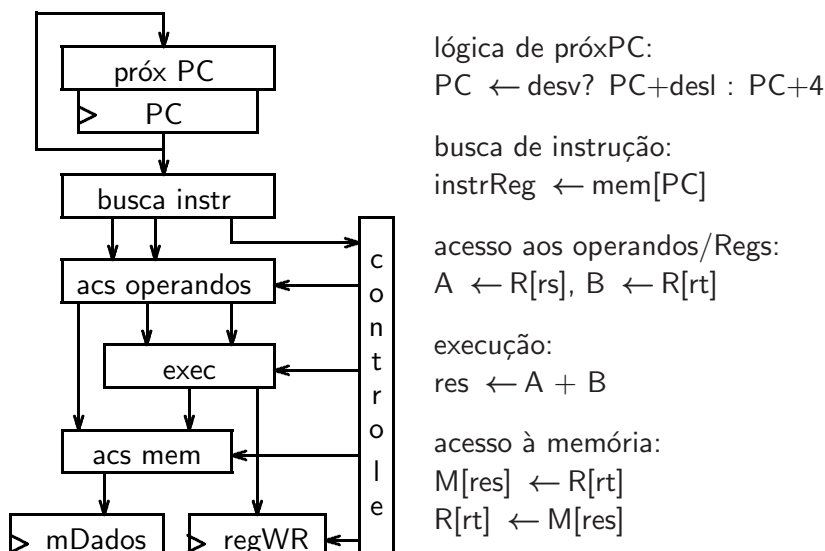 próx PC
PC
busca instr
acs operandos
exec
acs mem
mDados
regWR
c
o
n
t
r
o
l
e
lógica de próxPC:
PC ← desv? PC+desl : PC+4
busca de instrução:
instrReg ← mem[PC]
acesso aos operandos/Regs:
A ← R[rs], B ← R[rt]
execução:
res ← A + B
acesso à memória:
M[res] ← R[rt]
R[rt] ← M[res]